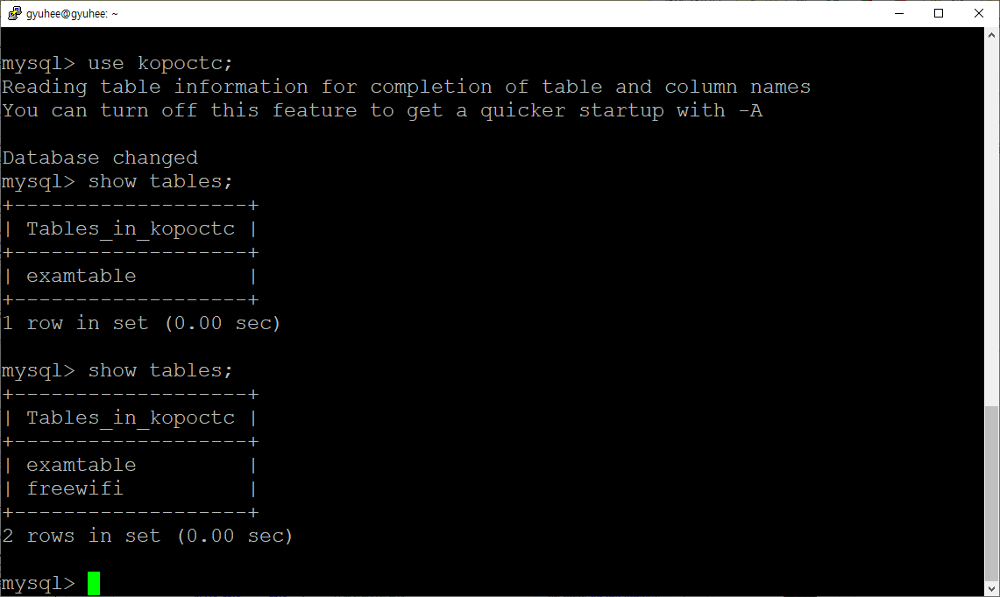 gyuhee@gyuhee: ~
mysql> use kopoctc;
Reading table information for completion of table and column names
You can turn off this feature to get a quicker startup with -A
Database changed
mysql> show tables;
+-------------------+
| Tables_in_kopoctc |
+-------------------+
| examtable         |
+-------------------+
1 row in set (0.00 sec)
mysql> show tables;
+-------------------+
| Tables_in_kopoctc |
+-------------------+
| examtable         |
| freewifi          |
+-------------------+
2 rows in set (0.00 sec)
mysql>